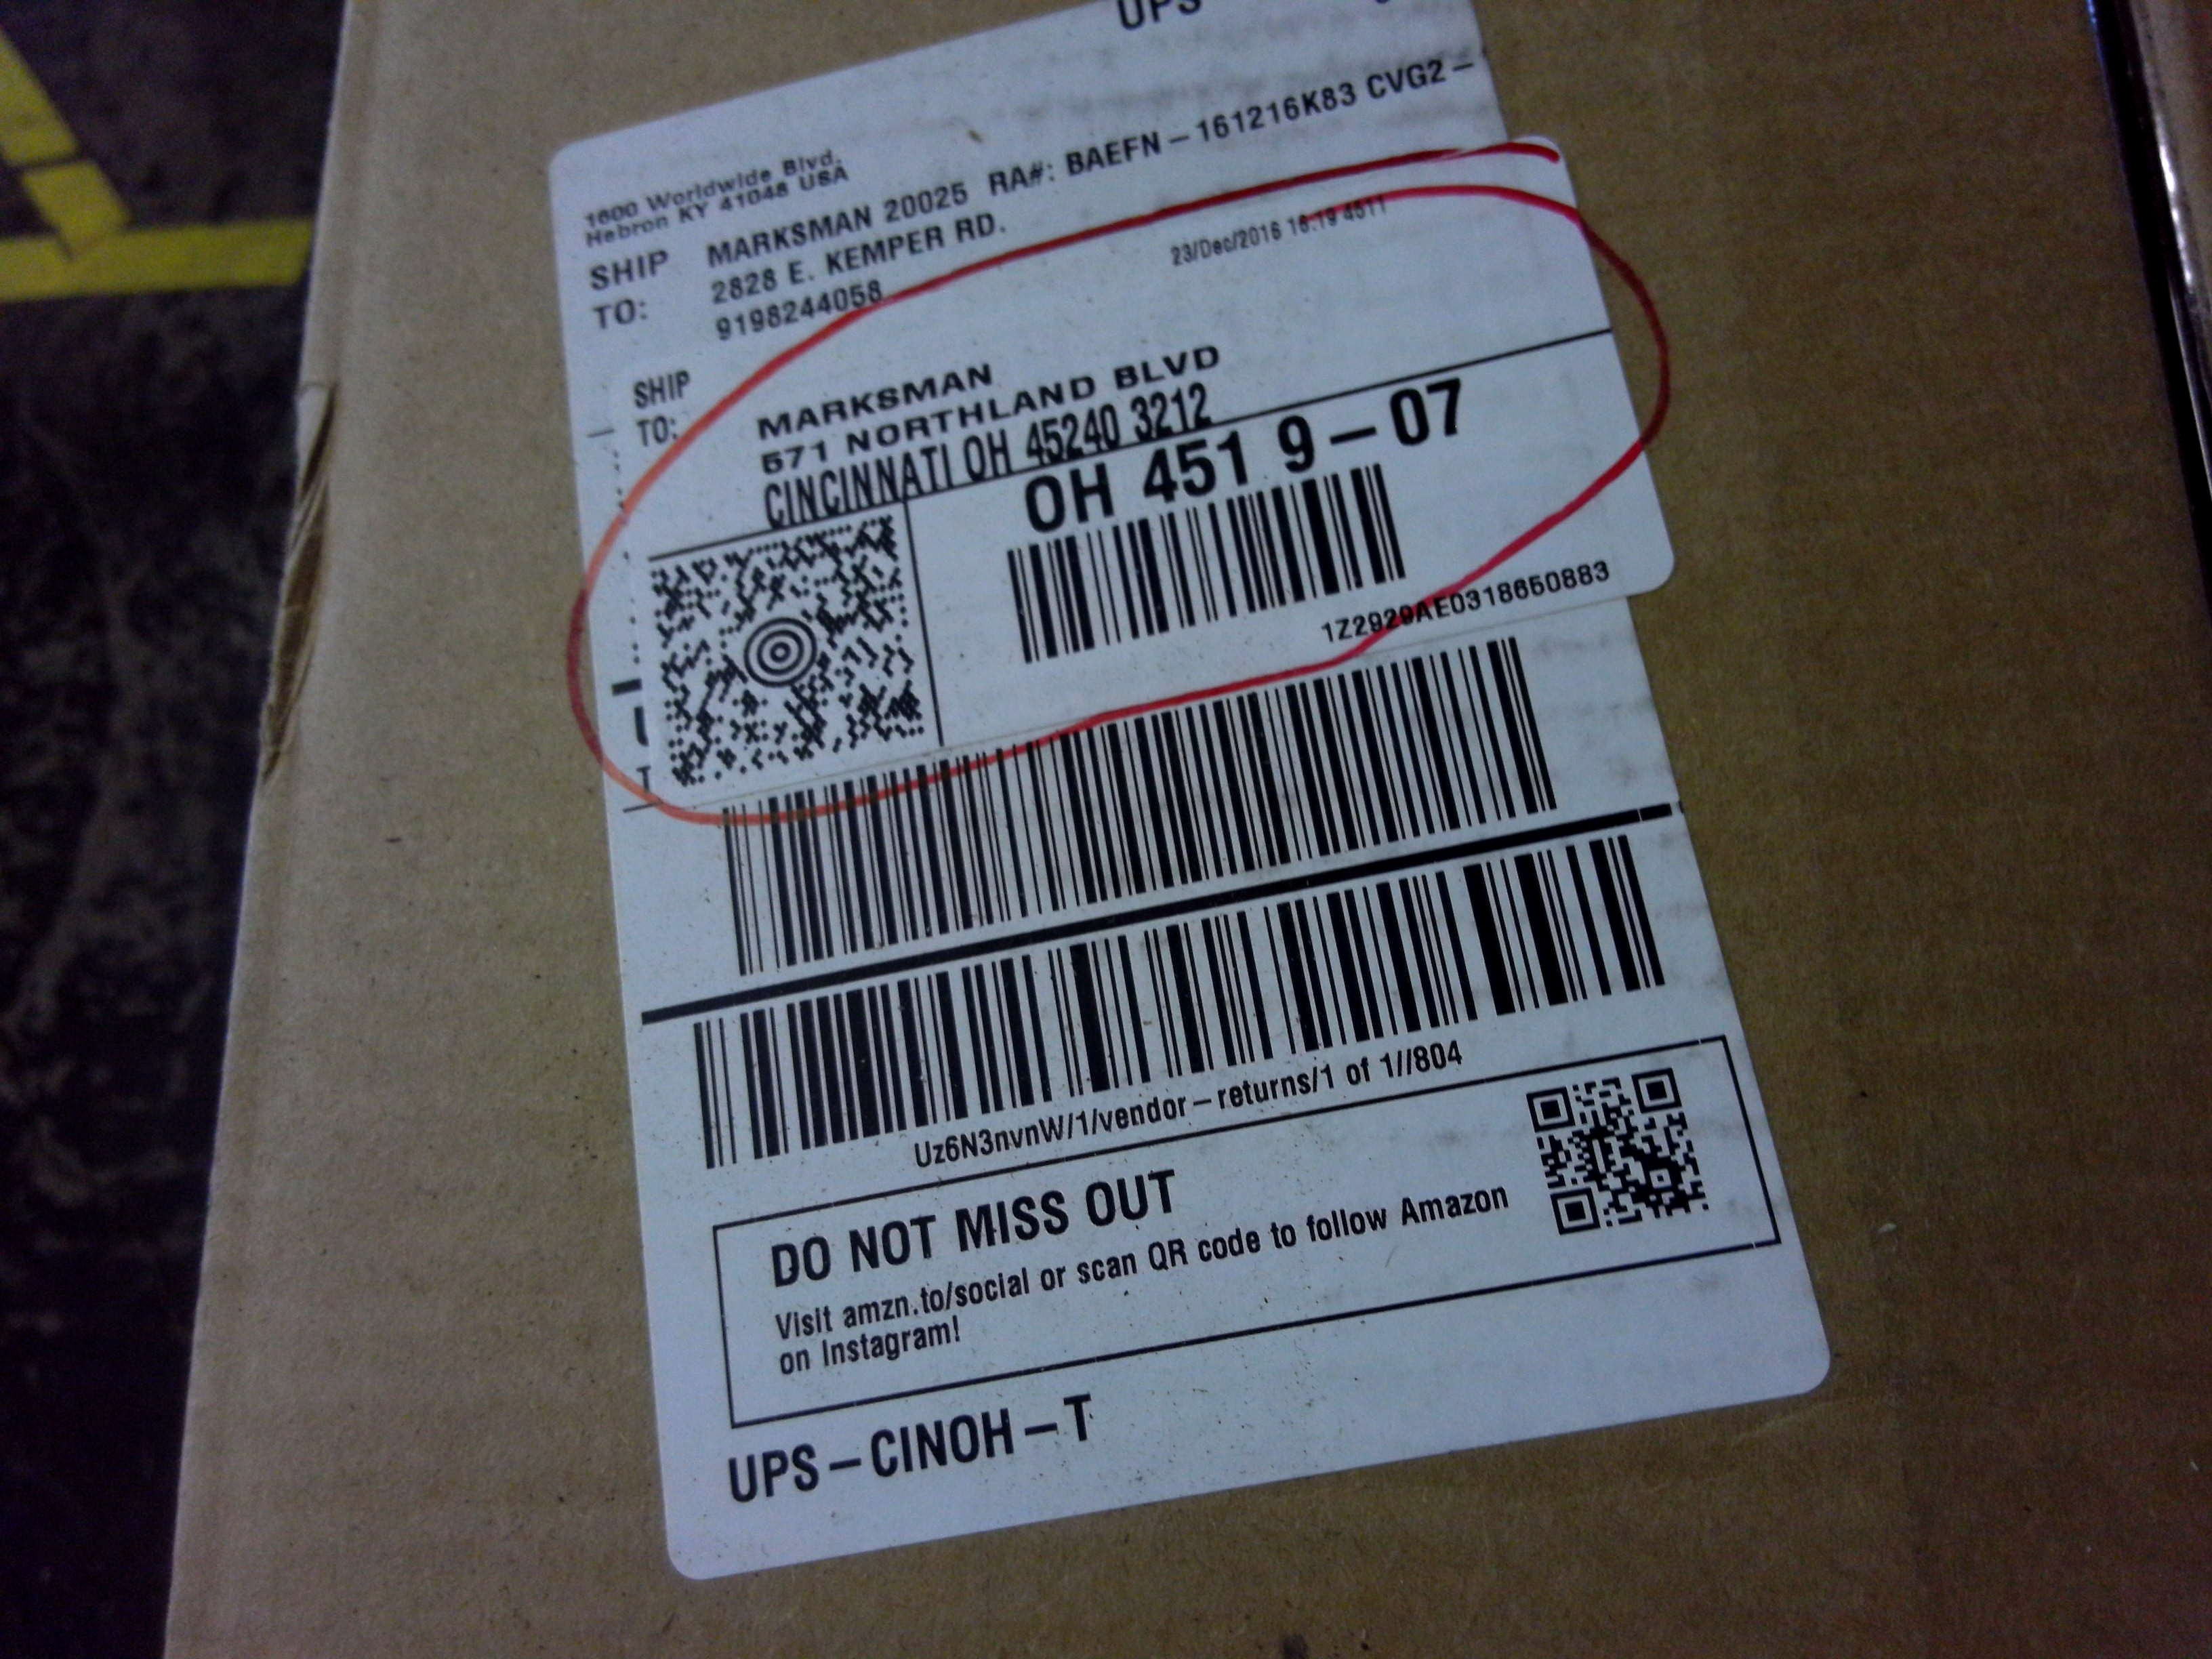 UPS
1600 Worldwide Blvd.
Hebron KY 41048 USA
SHIP TO: MARKSMAN 20025 RA#: BAEFN-161216K83 CVG2-
2828 E. KEMPER RD.
9198244058
23/Dec/2016 16:19 4511
SHIP TO: MARKSMAN
571 NORTHLAND BLVD
CINCINNATI OH 45240 3212
OH 451 9-07
1Z2929AE0318650883
Uz6N3nvnW/1/vendor-returns/1 of 1//804
DO NOT MISS OUT
Visit amzn.to/social or scan QR code to follow Amazon
on Instagram!
UPS-CINOH-T